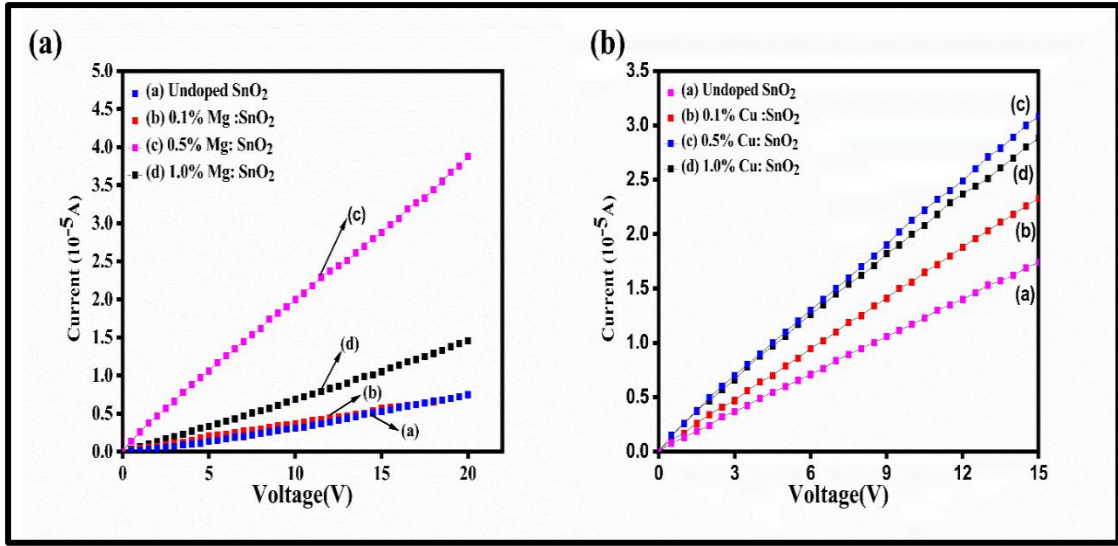 (a)
5.0
4.5
4.0
3.5
3.0
2.5
2.0
1.5
1.0
0.5
0.0
Current (10⁻⁵ A)
(a) Undoped SnO₂
(b) 0.1% Mg :SnO₂
(c) 0.5% Mg: SnO₂
(d) 1.0% Mg: SnO₂
(c)
(d)
(b)
(a)
0 5 10 15 20
Voltage(V)
(b)
3.5
3.0
2.5
2.0
1.5
1.0
0.5
0.0
Current (10⁻⁵ A)
(a) Undoped SnO₂
(b) 0.1% Cu :SnO₂
(c) 0.5% Cu: SnO₂
(d) 1.0% Cu: SnO₂
(c)
(d)
(b)
(a)
0 3 6 9 12 15
Voltage(V)